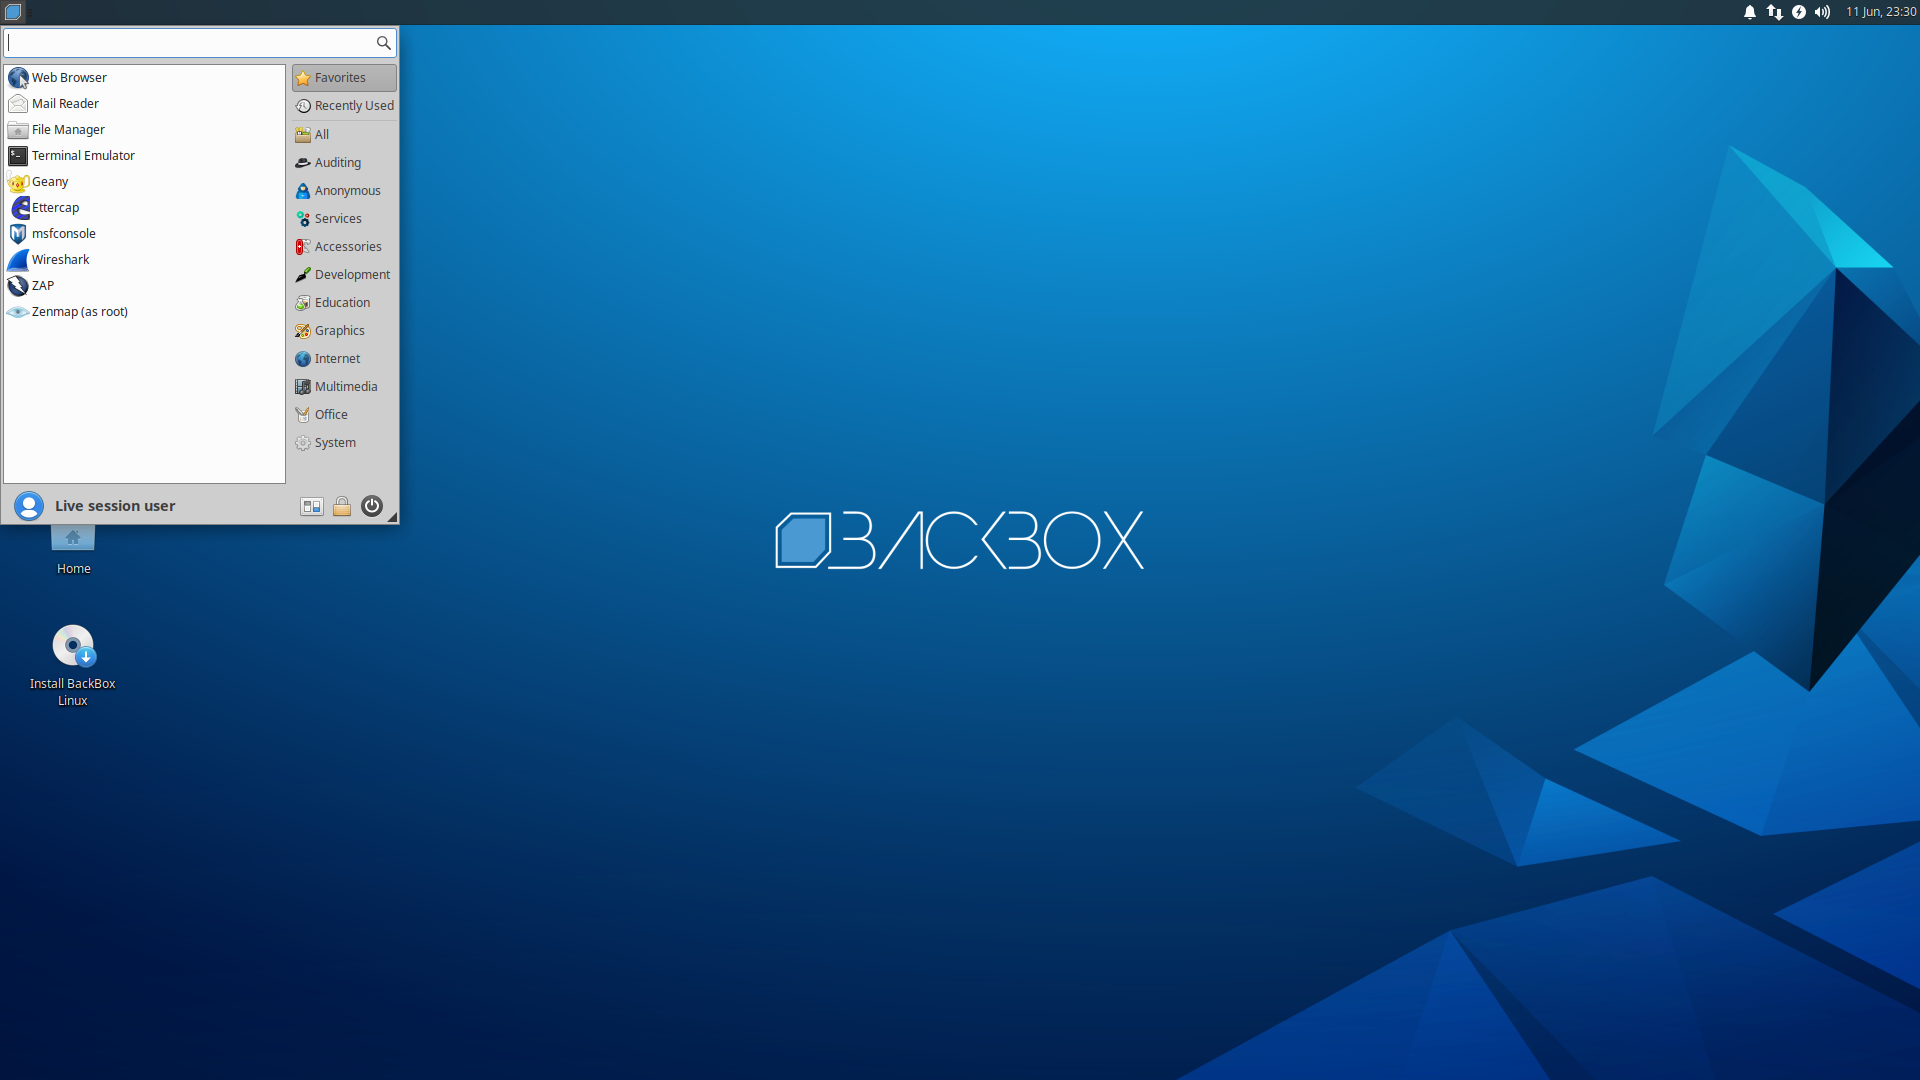 11 Jun, 23:30
Web Browser
Mail Reader
File Manager
Terminal Emulator
Geany
Ettercap
msfconsole
Wireshark
ZAP
Zenmap (as root)
Favorites
Recently Used
All
Auditing
Anonymous
Services
Accessories
Development
Education
Graphics
Internet
Multimedia
Office
System
Live session user
Home
Install BackBox
Linux
BACKBOX